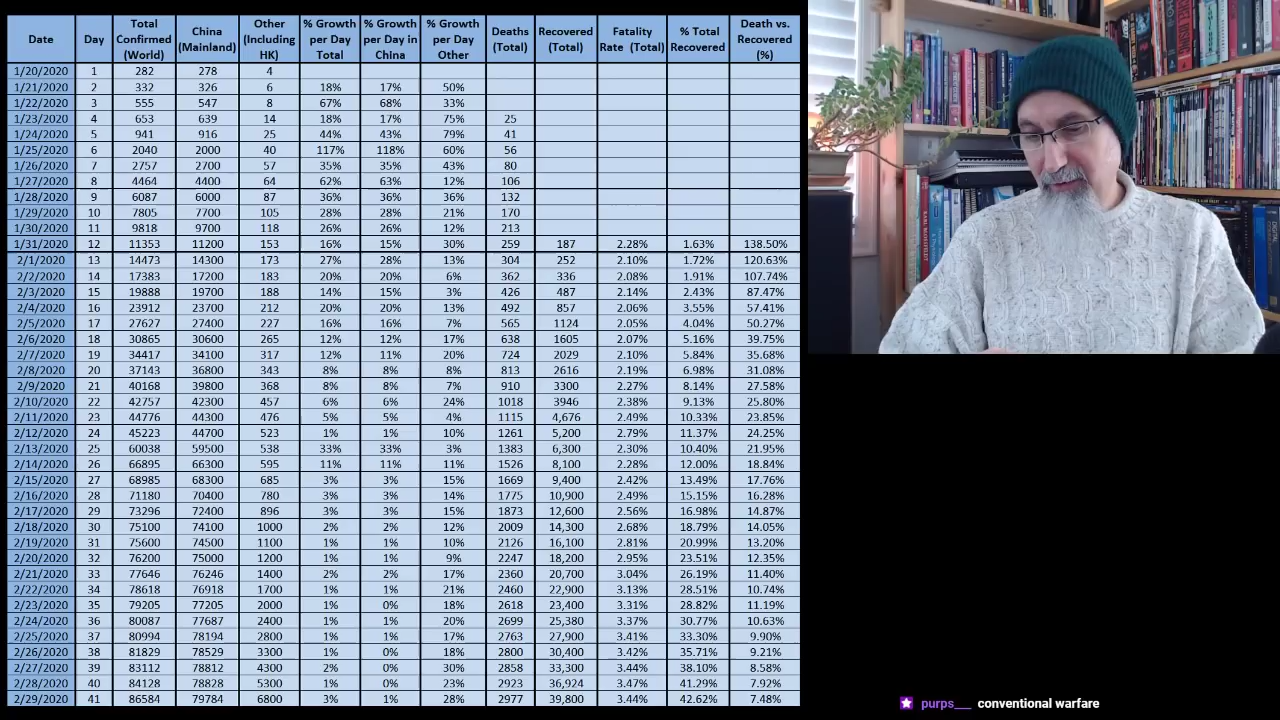 Date Day Total Confirmed (World) China (Mainland) Other (Including HK) % Growth per Day Total % Growth per Day in China % Growth per Day Other Deaths (Total) Recovered (Total) Fatality Rate (Total) % Total Recovered Death vs. Recovered (%)
1/20/2020 1 282 278 4
1/21/2020 2 332 326 6 18% 17% 50%
1/22/2020 3 555 547 8 67% 68% 33%
1/23/2020 4 653 639 14 18% 17% 75% 25
1/24/2020 5 941 916 25 44% 43% 79% 41
1/25/2020 6 2040 2000 40 117% 118% 60% 56
1/26/2020 7 2757 2700 57 35% 35% 43% 80
1/27/2020 8 4464 4400 64 62% 63% 12% 106
1/28/2020 9 6087 6000 87 36% 36% 36% 132
1/29/2020 10 7805 7700 105 28% 28% 21% 170
1/30/2020 11 9818 9700 118 26% 26% 12% 213
1/31/2020 12 11353 11200 153 16% 15% 30% 259 187 2.28% 1.63% 138.50%
2/1/2020 13 14473 14300 173 27% 28% 13% 304 252 2.10% 1.72% 120.63%
2/2/2020 14 17383 17200 183 20% 20% 6% 362 336 2.08% 1.91% 107.74%
2/3/2020 15 19888 19700 188 14% 15% 3% 426 487 2.14% 2.43% 87.47%
2/4/2020 16 23912 23700 212 20% 20% 13% 492 857 2.06% 3.55% 57.41%
2/5/2020 17 27627 27400 227 16% 16% 7% 565 1124 2.05% 4.04% 50.27%
2/6/2020 18 30865 30600 265 12% 12% 17% 638 1605 2.07% 5.16% 39.75%
2/7/2020 19 34417 34100 317 12% 11% 20% 724 2029 2.10% 5.84% 35.68%
2/8/2020 20 37143 36800 343 8% 8% 8% 813 2616 2.19% 6.98% 31.08%
2/9/2020 21 40168 39800 368 8% 8% 7% 910 3300 2.27% 8.14% 27.58%
2/10/2020 22 42757 42300 457 6% 6% 24% 1018 3946 2.38% 9.13% 25.80%
2/11/2020 23 44776 44300 476 5% 5% 4% 1115 4,676 2.49% 10.33% 23.85%
2/12/2020 24 45223 44700 523 1% 1% 10% 1261 5,200 2.79% 11.37% 24.25%
2/13/2020 25 60038 59500 538 33% 33% 3% 1383 6,300 2.30% 10.40% 21.95%
2/14/2020 26 66895 66300 595 11% 11% 11% 1526 8,100 2.28% 12.00% 18.84%
2/15/2020 27 68985 68300 685 3% 3% 15% 1669 9,400 2.42% 13.49% 17.76%
2/16/2020 28 71180 70400 780 3% 3% 14% 1775 10,900 2.49% 15.15% 16.28%
2/17/2020 29 73296 72400 896 3% 3% 15% 1873 12,600 2.56% 16.98% 14.87%
2/18/2020 30 75100 74100 1000 2% 2% 12% 2009 14,300 2.68% 18.79% 14.05%
2/19/2020 31 75600 74500 1100 1% 1% 10% 2126 16,100 2.81% 20.99% 13.20%
2/20/2020 32 76200 75000 1200 1% 1% 9% 2247 18,200 2.95% 23.51% 12.35%
2/21/2020 33 77646 76246 1400 2% 2% 17% 2360 20,700 3.04% 26.19% 11.40%
2/22/2020 34 78618 76918 1700 1% 1% 21% 2460 22,900 3.13% 28.51% 10.74%
2/23/2020 35 79205 77205 2000 1% 0% 18% 2618 23,400 3.31% 28.82% 11.19%
2/24/2020 36 80087 77687 2400 1% 1% 20% 2699 25,380 3.37% 30.77% 10.63%
2/25/2020 37 80994 78194 2800 1% 1% 17% 2763 27,900 3.41% 33.30% 9.90%
2/26/2020 38 81829 78529 3300 1% 0% 18% 2800 30,400 3.42% 35.71% 9.21%
2/27/2020 39 83112 78812 4300 2% 0% 30% 2858 33,300 3.44% 38.10% 8.58%
2/28/2020 40 84128 78828 5300 1% 0% 23% 2923 36,924 3.47% 41.29% 7.92%
2/29/2020 41 86584 79784 6800 3% 1% 28% 2977 39,800 3.44% 42.62% 7.48%
purps___ conventional warfare